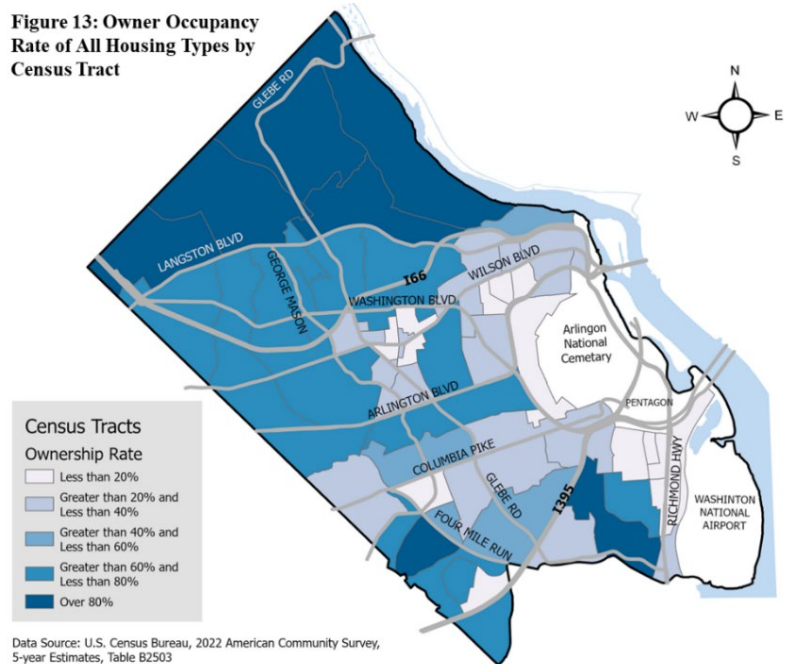 Figure 13: Owner Occupancy
Rate of All Housing Types by
Census Tract
N
W
E
S
GLEBE RD
LANGSTON BLVD
GEORGE MASON
I66
WILSON BLVD
WASHINGTON BLVD
Arlingon
National
Cemetary
ARLINGTON BLVD
PENTAGON
COLUMBIA PIKE
GLEBE RD
I395
RICHMOND HWY
WASHINTON
NATIONAL
AIRPORT
FOUR MILE RUN
Census Tracts
Ownership Rate
Less than 20%
Greater than 20% and
Less than 40%
Greater than 40% and
Less than 60%
Greater than 60% and
Less than 80%
Over 80%
Data Source: U.S. Census Bureau, 2022 American Community Survey,
5-year Estimates, Table B2503